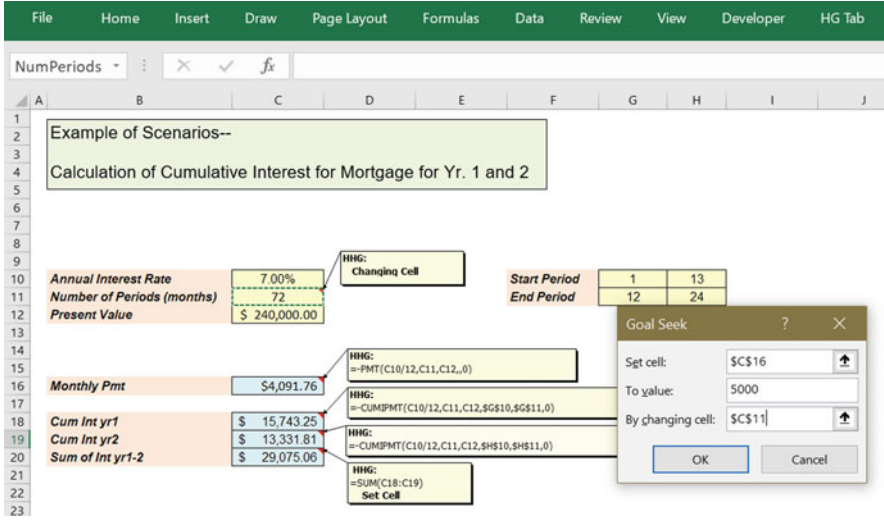 File Home Insert Draw Page Layout Formulas Data Review View Developer HG Tab
NumPeriods fx
A B C D E F G H I J
1
2 Example of Scenarios--
3
4 Calculation of Cumulative Interest for Mortgage for Yr. 1 and 2
5
6
7
8
9 HHG:
Changing Cell
10 Annual Interest Rate 7.00% Start Period 1 13
11 Number of Periods (months) 72 End Period 12 24
12 Present Value $ 240,000.00
Goal Seek ? ×
13
14 HHG:
15 =-PMT(C10/12,C11,C12,,0)
Set cell: $C$16
16 Monthly Pmt $4,091.76
To value: 5000
17 HHG:
=-CUMIPMT(C10/12,C11,C12,$G$10,$G$11,0)
By changing cell: $C$11
18 Cum Int yr1 $ 15,743.25
19 Cum Int yr2 $ 13,331.81
HHG:
=-CUMIPMT(C10/12,C11,C12,$H$10,$H$11,0)
20 Sum of Int yr1-2 $ 29,075.06
OK Cancel
21 HHG:
=SUM(C18:C19)
22 Set Cell
23